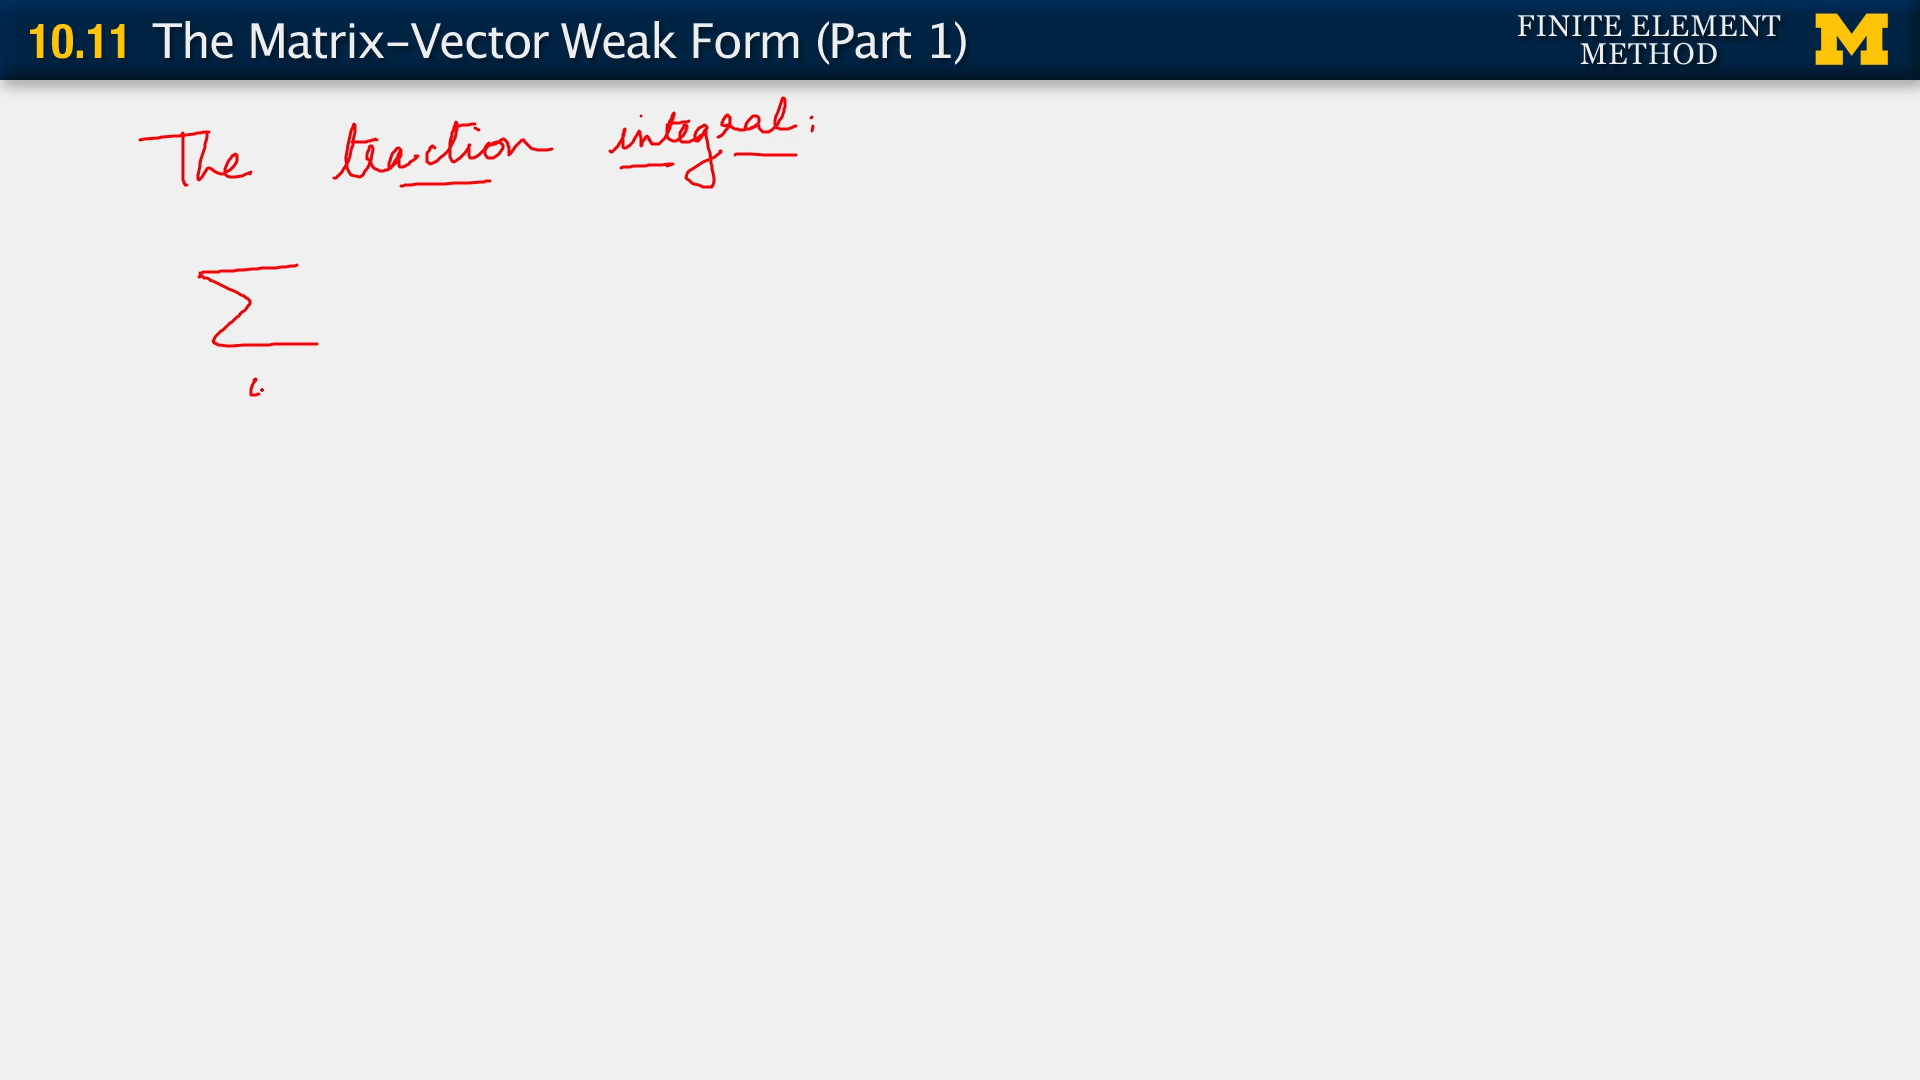 10.11 The Matrix–Vector Weak Form (Part 1)
FINITE ELEMENT
METHOD
M
The traction integral:
Σ
i